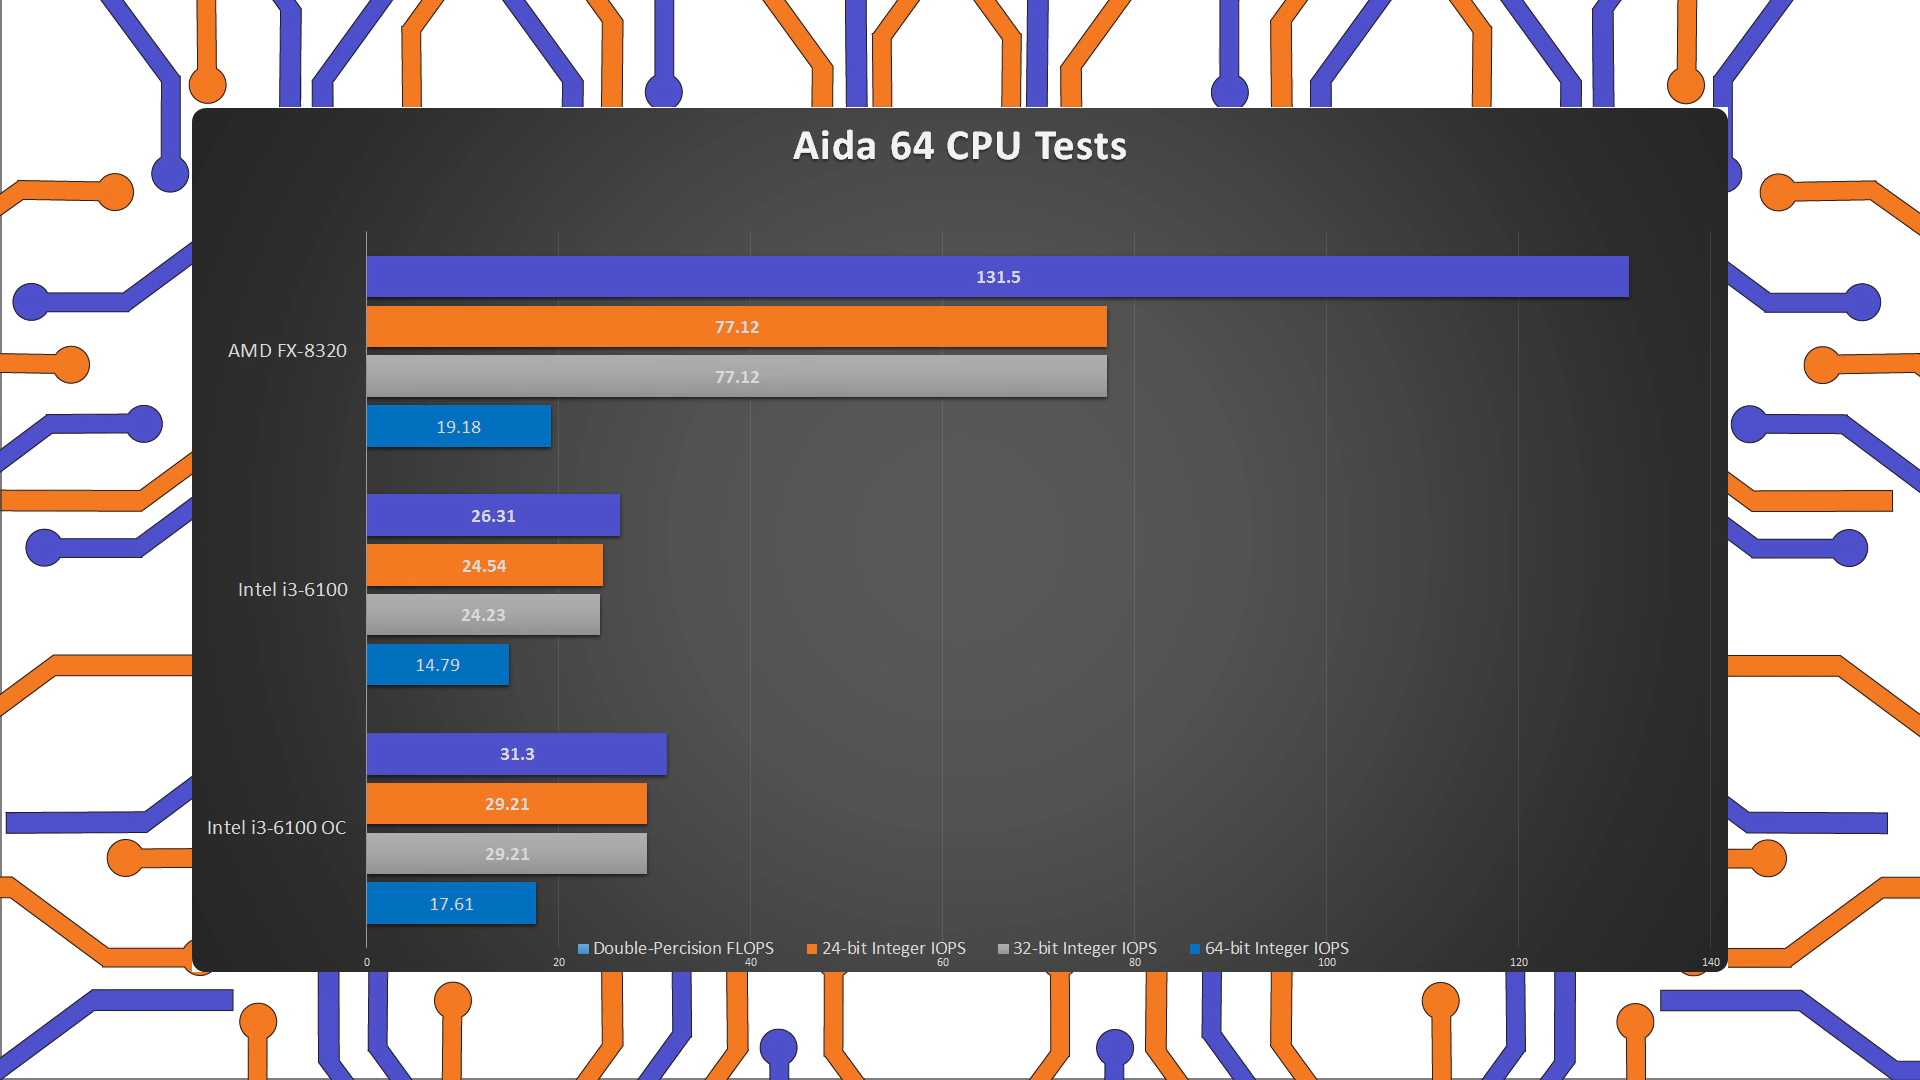 Aida 64 CPU Tests
AMD FX-8320
131.5
77.12
77.12
19.18
Intel i3-6100
26.31
24.54
24.23
14.79
Intel i3-6100 OC
31.3
29.21
29.21
17.61
Double-Percision FLOPS 24-bit Integer IOPS 32-bit Integer IOPS 64-bit Integer IOPS
0 20 40 60 80 100 120 140